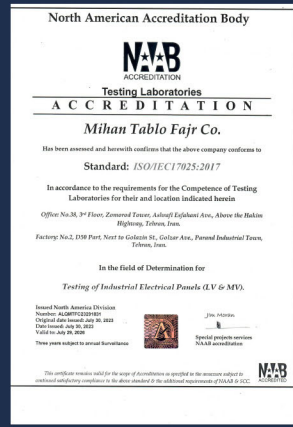 North American Accreditation Body
NAB
ACCREDITATION
Testing Laboratories
ACCREDITATION
Mihan Tablo Fajr Co.
Has been assessed and herewith confirms that the above company conforms to
Standard: ISO/IEC17025:2017
In accordance to the requirements for the Competence of Testing
Laboratories for their and location indicated herein
Office: No.38, 3rd Floor, Zomorod Tower, Ashrafi Esfahani Ave., Above the Hakim
Highway, Tehran, Iran.
Factory: No.2, D50 Part, Next to Golazin St., Golzar Ave., Parand Industrial Town,
Tehran, Iran.
In the field of Determination for
Testing of Industrial Electrical Panels (LV & MV).
Issued North America Division
Original date issued: July 30, 2023
Date issued: July 30, 2023
Valid to: July 29, 2026
Three years subject to annual Surveillance
Special projects services
NAAB accreditation
This certificate remains valid for the scope of Accreditation as specified in the annexure subject to
continued satisfactory compliance to the above standard & the additional requirements of NAAB & SCC.
NAB
ACCREDITED